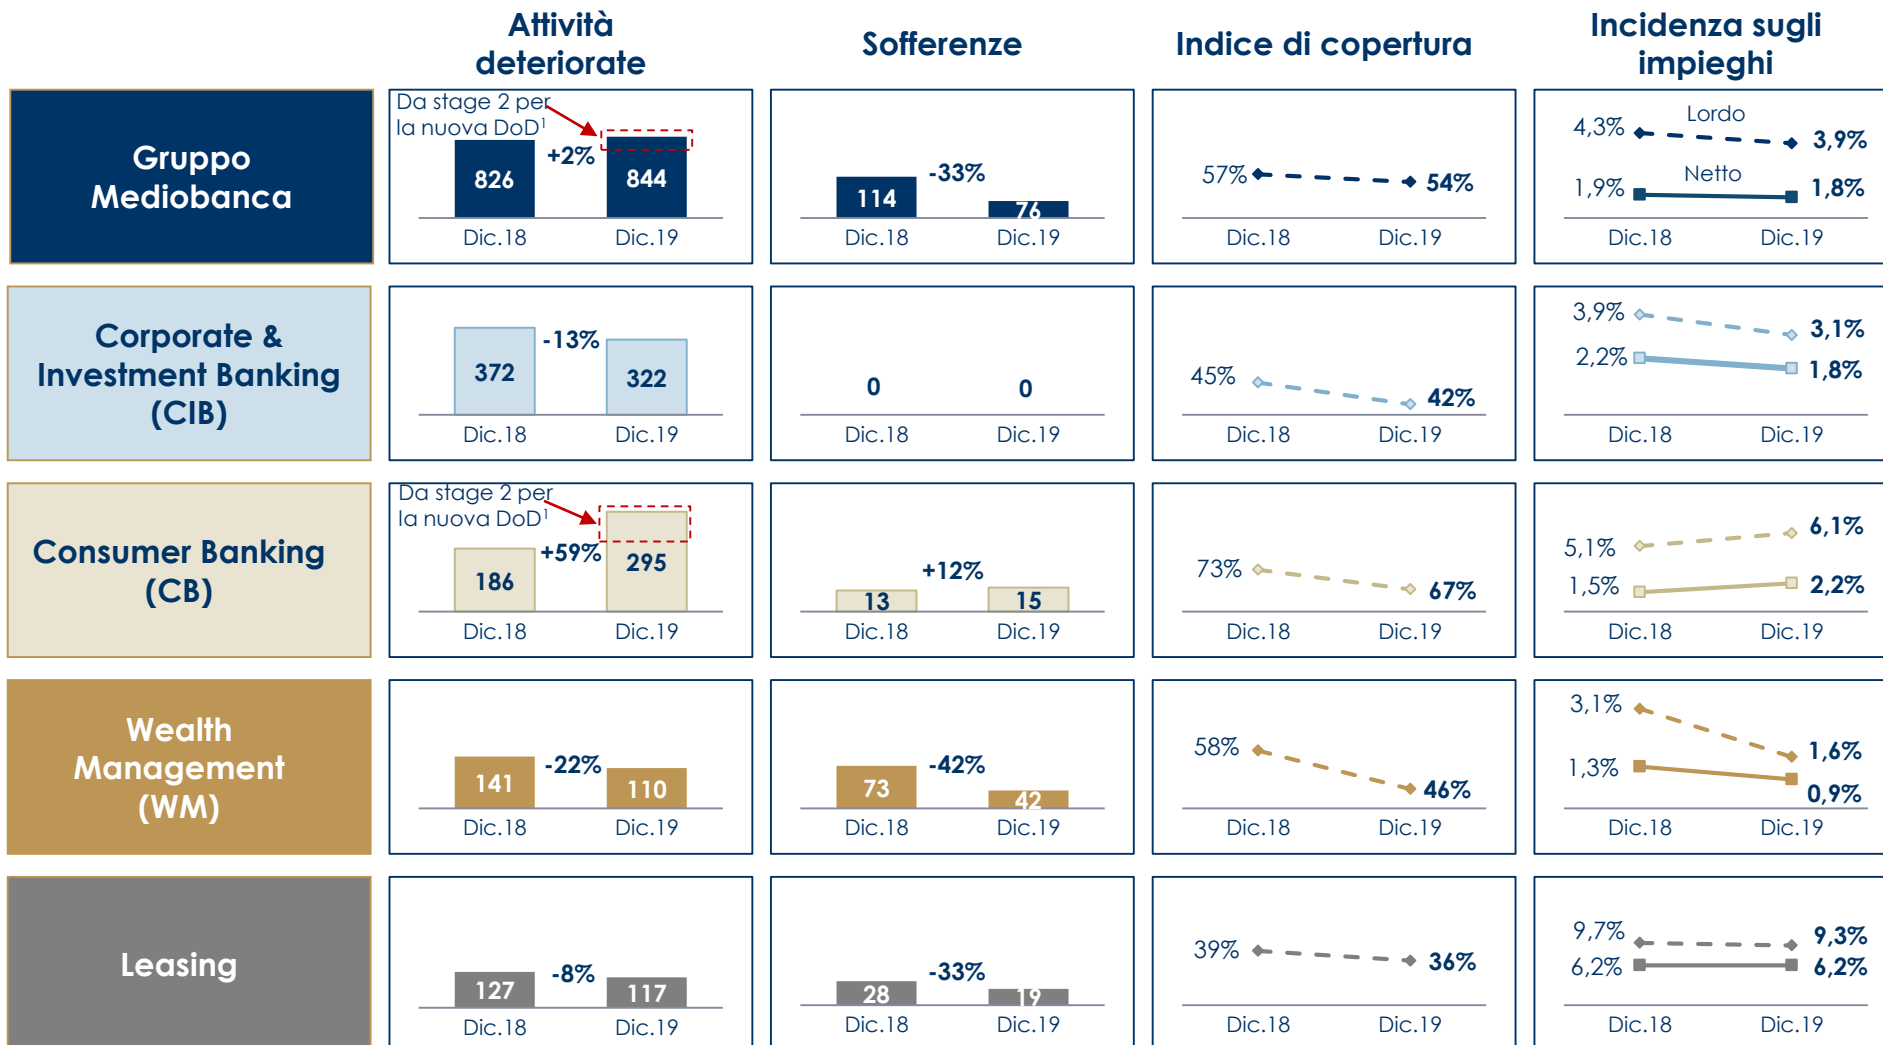 Attività
deteriorate
Sofferenze
Indice di copertura
Incidenza sugli
impieghi
Gruppo
Mediobanca
Da stage 2 per
la nuova DoD¹
+2%
826
844
Dic.18
Dic.19
-33%
114
76
Dic.18
Dic.19
57%
54%
Dic.18
Dic.19
Lordo
4,3%
3,9%
Netto
1,9%
1,8%
Dic.18
Dic.19
Corporate &
Investment Banking
(CIB)
-13%
372
322
Dic.18
Dic.19
0
0
Dic.18
Dic.19
45%
42%
Dic.18
Dic.19
3,9%
3,1%
2,2%
1,8%
Dic.18
Dic.19
Consumer Banking
(CB)
Da stage 2 per
la nuova DoD¹
+59%
186
295
Dic.18
Dic.19
+12%
13
15
Dic.18
Dic.19
73%
67%
Dic.18
Dic.19
5,1%
6,1%
1,5%
2,2%
Dic.18
Dic.19
Wealth
Management
(WM)
-22%
141
110
Dic.18
Dic.19
-42%
73
42
Dic.18
Dic.19
58%
46%
Dic.18
Dic.19
3,1%
1,6%
1,3%
0,9%
Dic.18
Dic.19
Leasing
-8%
127
117
Dic.18
Dic.19
-33%
28
19
Dic.18
Dic.19
39%
36%
Dic.18
Dic.19
9,7%
9,3%
6,2%
6,2%
Dic.18
Dic.19